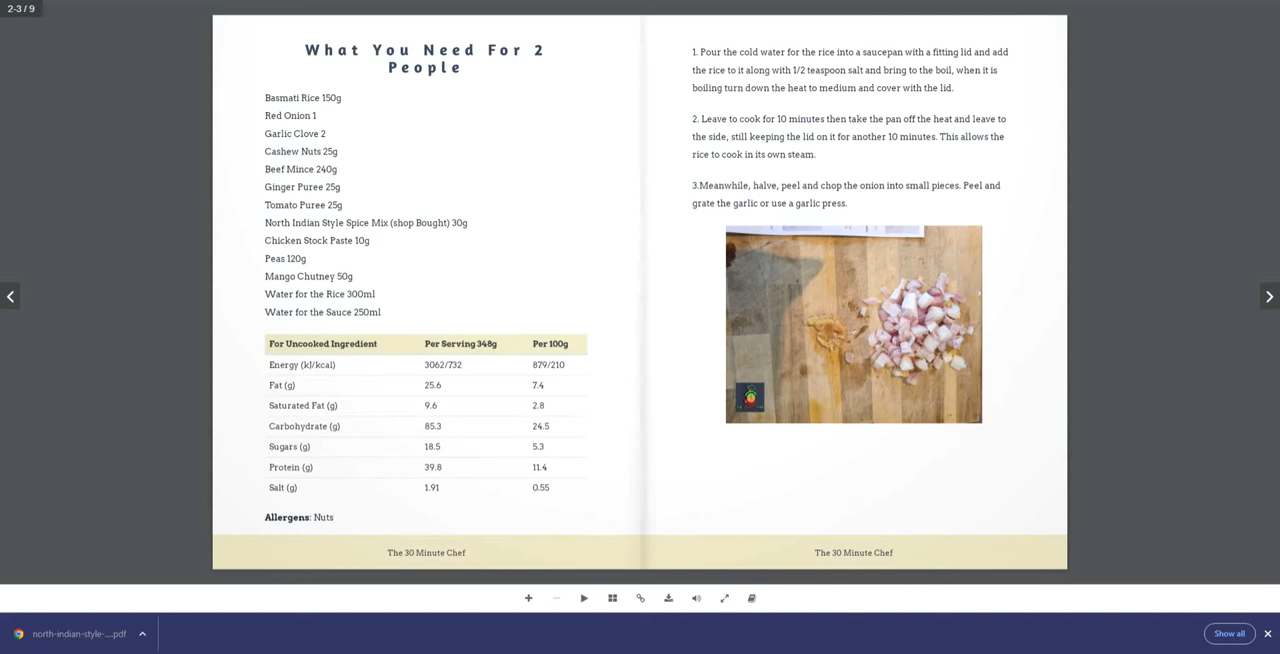 2-3 / 9
What You Need For 2
People
Basmati Rice 150g
Red Onion 1
Garlic Clove 2
Cashew Nuts 25g
Beef Mince 240g
Ginger Puree 25g
Tomato Puree 25g
North Indian Style Spice Mix (shop Bought) 30g
Chicken Stock Paste 10g
Peas 120g
Mango Chutney 50g
Water for the Rice 300ml
Water for the Sauce 250ml
For Uncooked Ingredient Per Serving 348g Per 100g
Energy (kJ/kcal) 3062/732 879/210
Fat (g) 25.6 7.4
Saturated Fat (g) 9.6 2.8
Carbohydrate (g) 85.3 24.5
Sugars (g) 18.5 5.3
Protein (g) 39.8 11.4
Salt (g) 1.91 0.55
Allergens: Nuts
The 30 Minute Chef
1. Pour the cold water for the rice into a saucepan with a fitting lid and add
the rice to it along with 1/2 teaspoon salt and bring to the boil, when it is
boiling turn down the heat to medium and cover with the lid.
2. Leave to cook for 10 minutes then take the pan off the heat and leave to
the side, still keeping the lid on it for another 10 minutes. This allows the
rice to cook in its own steam.
3.Meanwhile, halve, peel and chop the onion into small pieces. Peel and
grate the garlic or use a garlic press.
The 30 Minute Chef
north-indian-style-....pdf
Show all